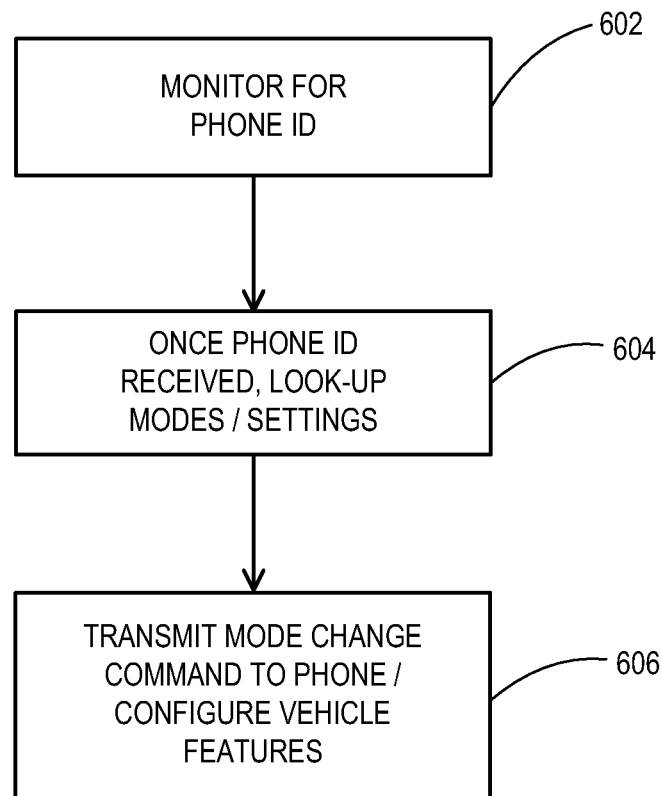 602
MONITOR FOR
PHONE ID
ONCE PHONE ID
RECEIVED, LOOK-UP
MODES / SETTINGS
604
TRANSMIT MODE CHANGE
COMMAND TO PHONE /
CONFIGURE VEHICLE
FEATURES
606